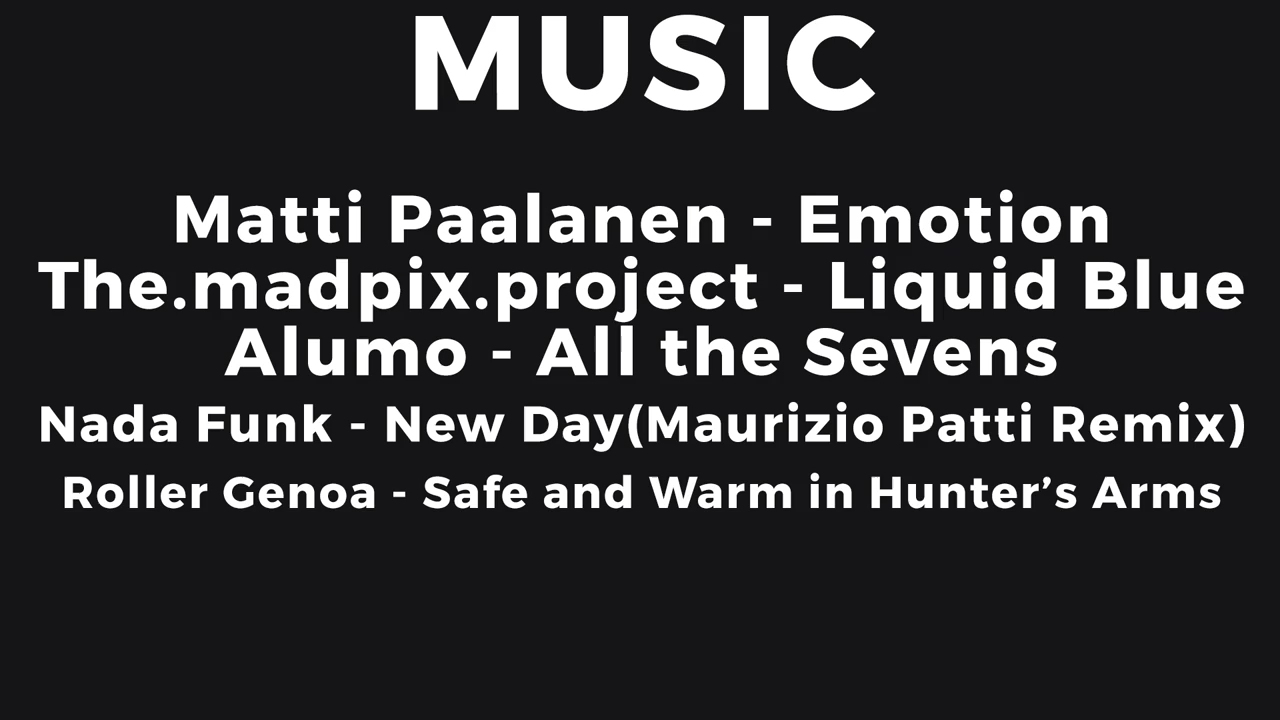 MUSIC
Matti Paalanen - Emotion
The.madpix.project - Liquid Blue
Alumo - All the Sevens
Nada Funk - New Day(Maurizio Patti Remix)
Roller Genoa - Safe and Warm in Hunter’s Arms